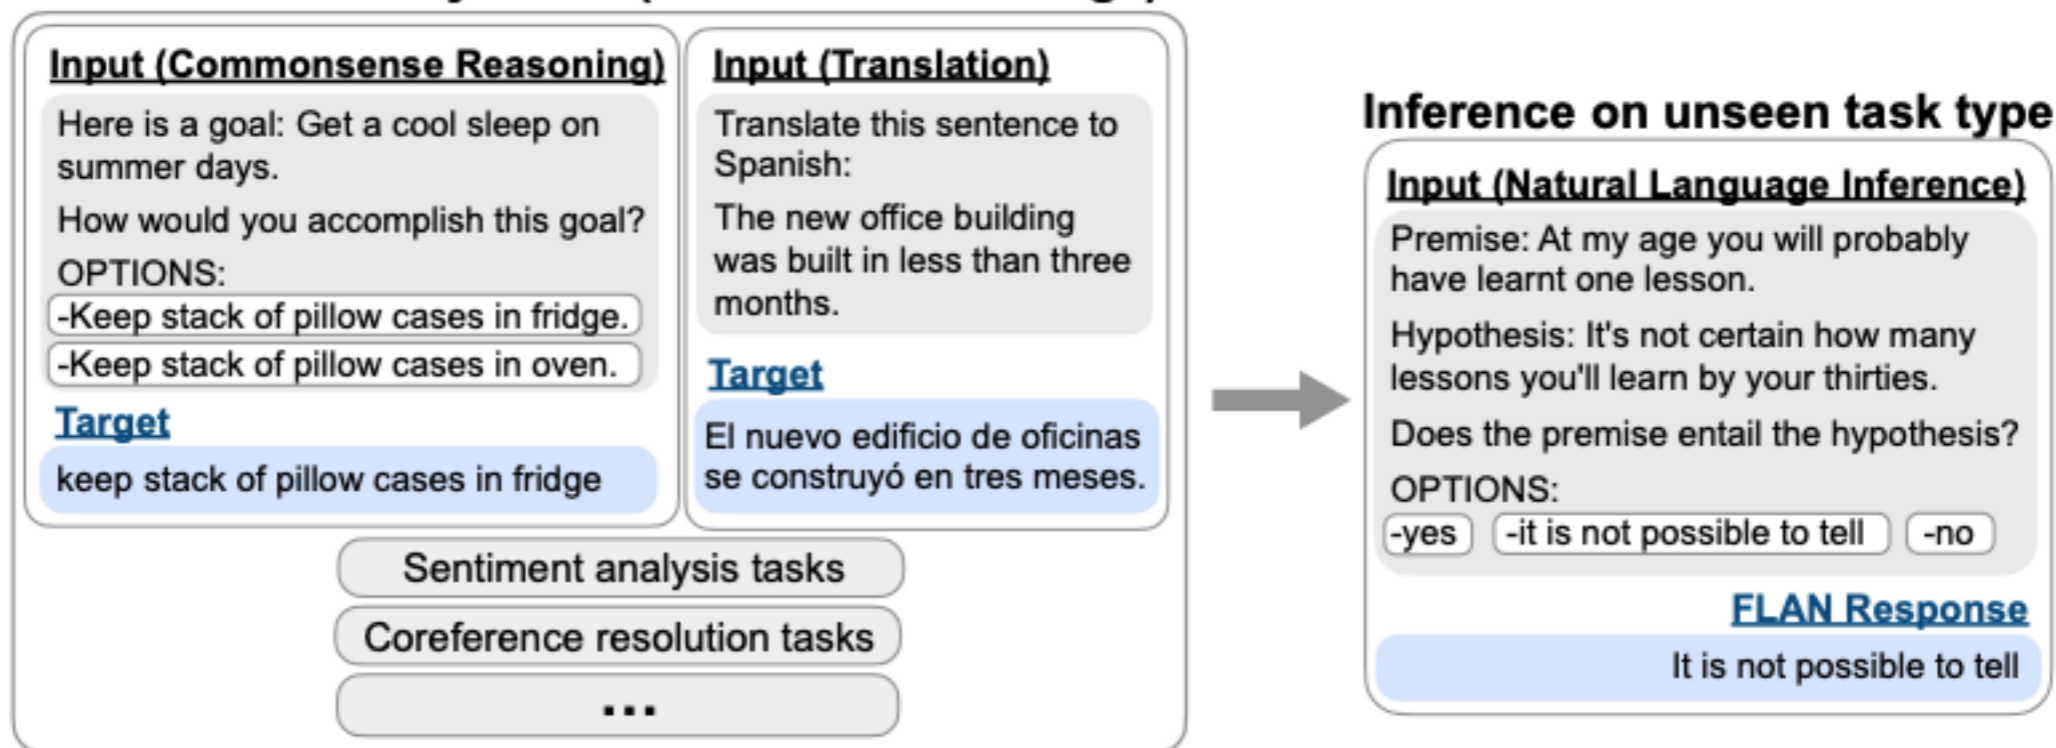 Input (Commonsense Reasoning)
Here is a goal: Get a cool sleep on
summer days.
How would you accomplish this goal?
OPTIONS:
-Keep stack of pillow cases in fridge.
-Keep stack of pillow cases in oven.
Target
keep stack of pillow cases in fridge
Input (Translation)
Translate this sentence to
Spanish:
The new office building
was built in less than three
months.
Target
El nuevo edificio de oficinas
se construyó en tres meses.
Sentiment analysis tasks
Coreference resolution tasks
...
Inference on unseen task type
Input (Natural Language Inference)
Premise: At my age you will probably
have learnt one lesson.
Hypothesis: It's not certain how many
lessons you'll learn by your thirties.
Does the premise entail the hypothesis?
OPTIONS:
-yes -it is not possible to tell -no
FLAN Response
It is not possible to tell